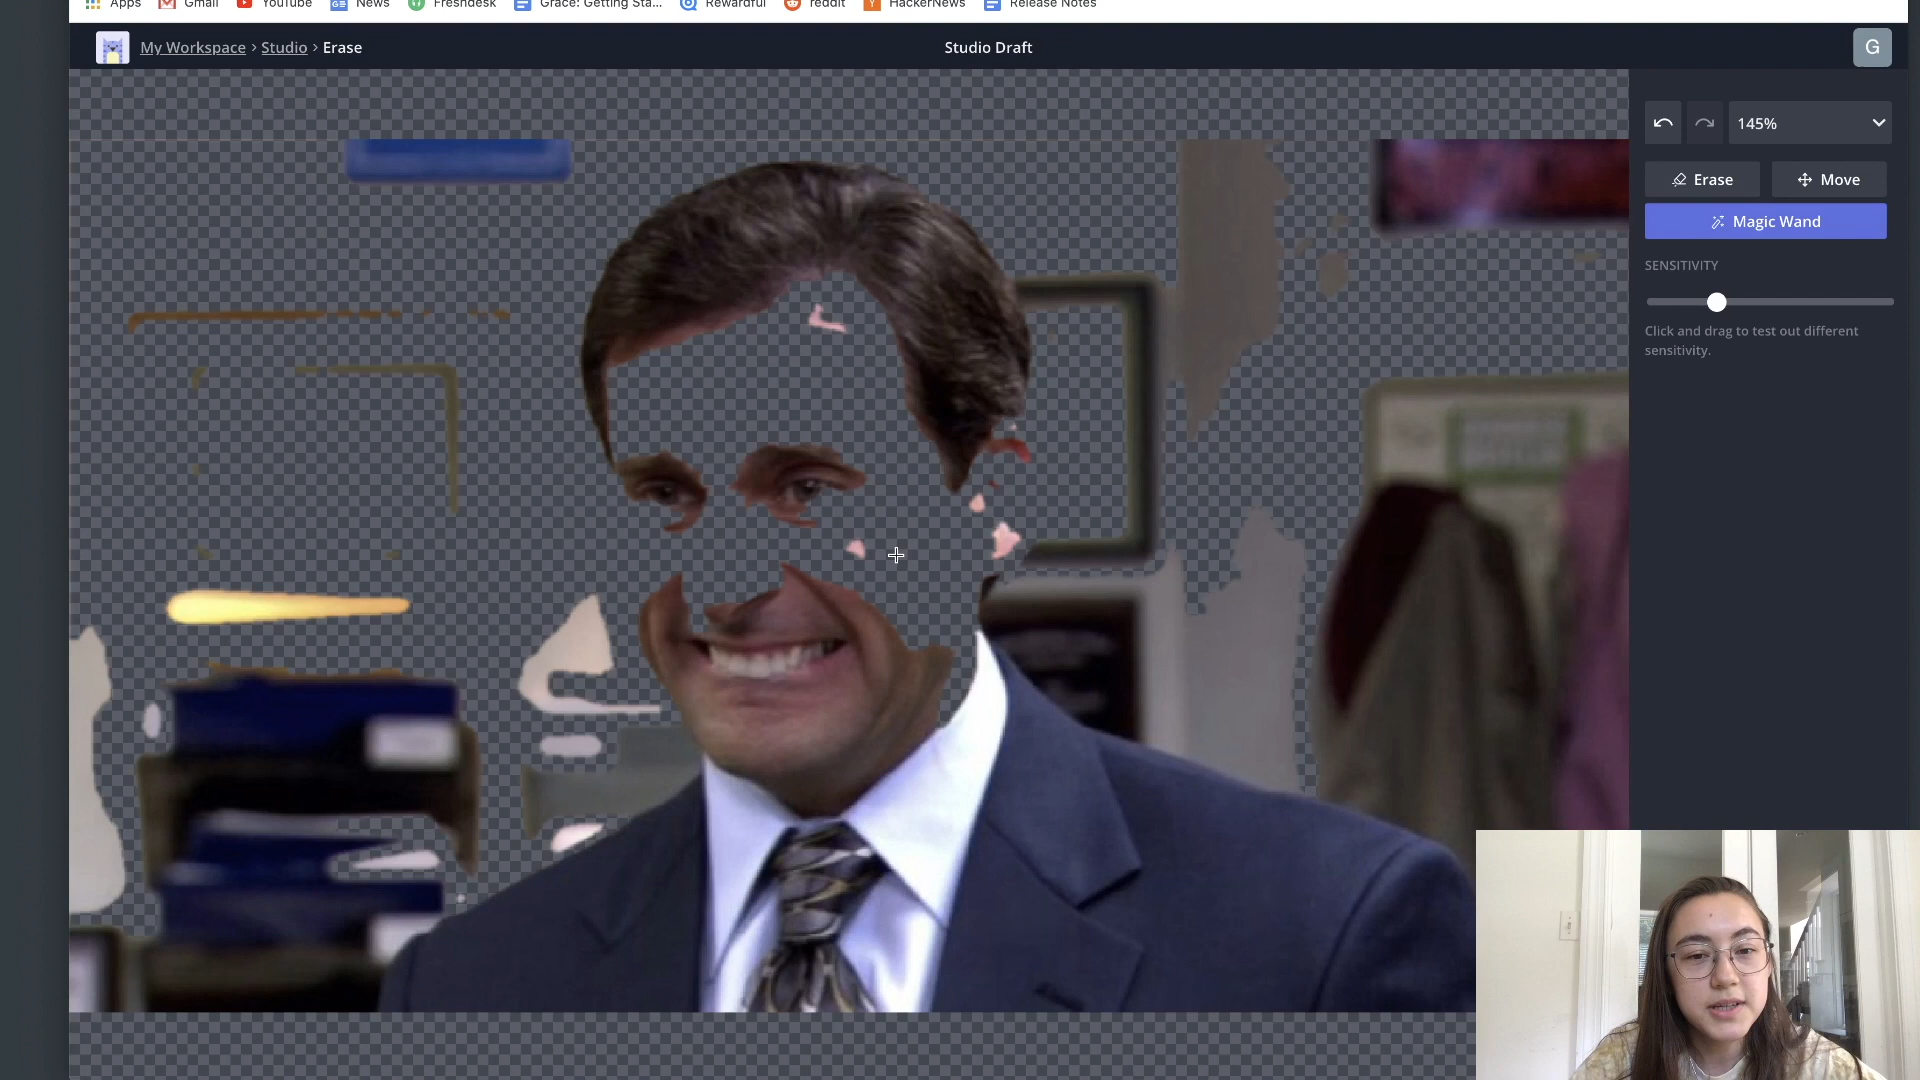 Apps Gmail YouTube News Freshdesk Grace: Getting Sta... Rewardful reddit HackerNews Release Notes
My Workspace › Studio › Erase Studio Draft G
145%
Erase Move
Magic Wand
SENSITIVITY
Click and drag to test out different
sensitivity.